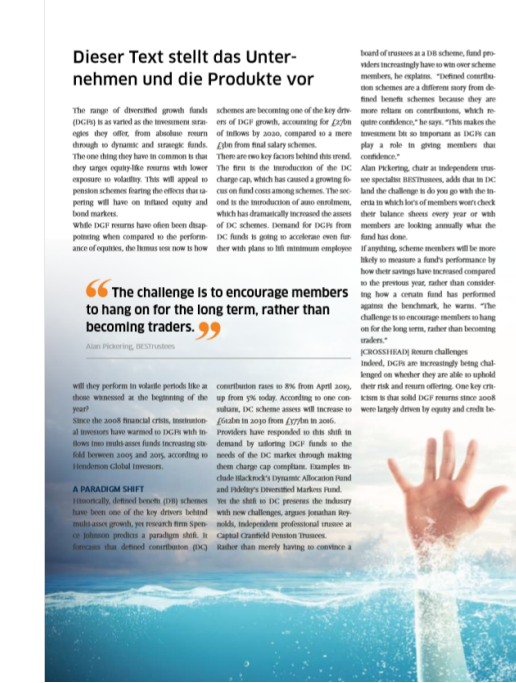 Dieser Text stellt das Unter-
nehmen und die Produkte vor
The range of diversified growth funds
(DGFs) is as varied as the investment strat-
egies they offer, from absolute return
through to dynamic and strategic funds.
The one thing they have in common is that
they target equity-like returns with lower
exposure to volatility. This will appeal to
pension schemes fearing the effects that ta-
pering will have on inflated equity and
bond markets.
While DGF returns have often been disap-
pointing when compared to the perform-
ance of equities, the litmus test now is how
will they perform in volatile periods like at
those witnessed at the beginning of the
year?
Since the 2008 financial crisis, institution-
al investors have warmed to DGFs with in-
flows into multi-asset funds increasing six-
fold between 2005 and 2015, according to
Henderson Global Investors.
A PARADIGM SHIFT
Historically, defined benefit (DB) schemes
have been one of the key drivers behind
multi-asset growth, yet research firm Spen-
ce Johnson predicts a paradigm shift. It
forecasts that defined contribution (DC)
schemes are becoming one of the key driv-
ers of DGF growth, accounting for £27bn
of inflows by 2020, compared to a mere
bn from final salary schemes.
There are two key factors behind this trend.
The first is the introduction of the DC
charge cap, which has caused a growing fo-
cus on fund costs among schemes. The sec-
ond is the introduction of auto enrolment,
which has dramatically increased the assets
of DC schemes. Demand for DGFs from
DC funds is going to accelerate even fur-
ther with plans to lift minimum employee
contribution rates to 8% from April 2019,
up from 5% today. According to one con-
sultant, DC scheme assets will increase to
in 2030 from in 2016.
Providers have responded to this shift in
demand by tailoring DGF funds to the
needs of the DC market through making
them charge cap compliant. Examples in-
clude Blackrock's Dynamic Allocation Fund
and Fidelity's Diversified Markets Fund.
Yet the shift to DC presents the industry
with new challenges, argues Jonathan Rey-
nolds, independent professional trustee at
Capital Cranfield Pension Trustees.
Rather than merely having to convince a
“ The challenge is to encourage members
to hang on for the long term, rather than
becoming traders. ”
Alan Pickering, BESTrustees
board of trustees at a DB scheme, fund pro-
viders increasingly have to win over scheme
members, he explains. “Defined contribu-
tion schemes are a different story from de-
fined benefit schemes because they are
more reliant on contributions, which re-
quire confidence,” he says. “This makes the
investment bit so important as DGFs can
play a role in giving members that
confidence.”
Alan Pickering, chair at independent trus-
tee specialist BESTrustees, adds that in DC
land the challenge is do you go with the in-
ertia in which lot's of members won't check
their balance sheets every year or with
members are looking annually what the
fund has done.
If anything, scheme members will be more
likely to measure a fund's performance by
how their savings have increased compared
to the previous year, rather than consider-
ing how a certain fund has performed
against the benchmark, he warns. “The
challenge is to encourage members to hang
on for the long term, rather than becoming
traders.”
[CROSSHEAD] Return challenges
Indeed, DGFs are increasingly being chal-
lenged on whether they are able to uphold
their risk and return offering. One key crit-
icism is that solid DGF returns since 2008
were largely driven by equity and credit be-